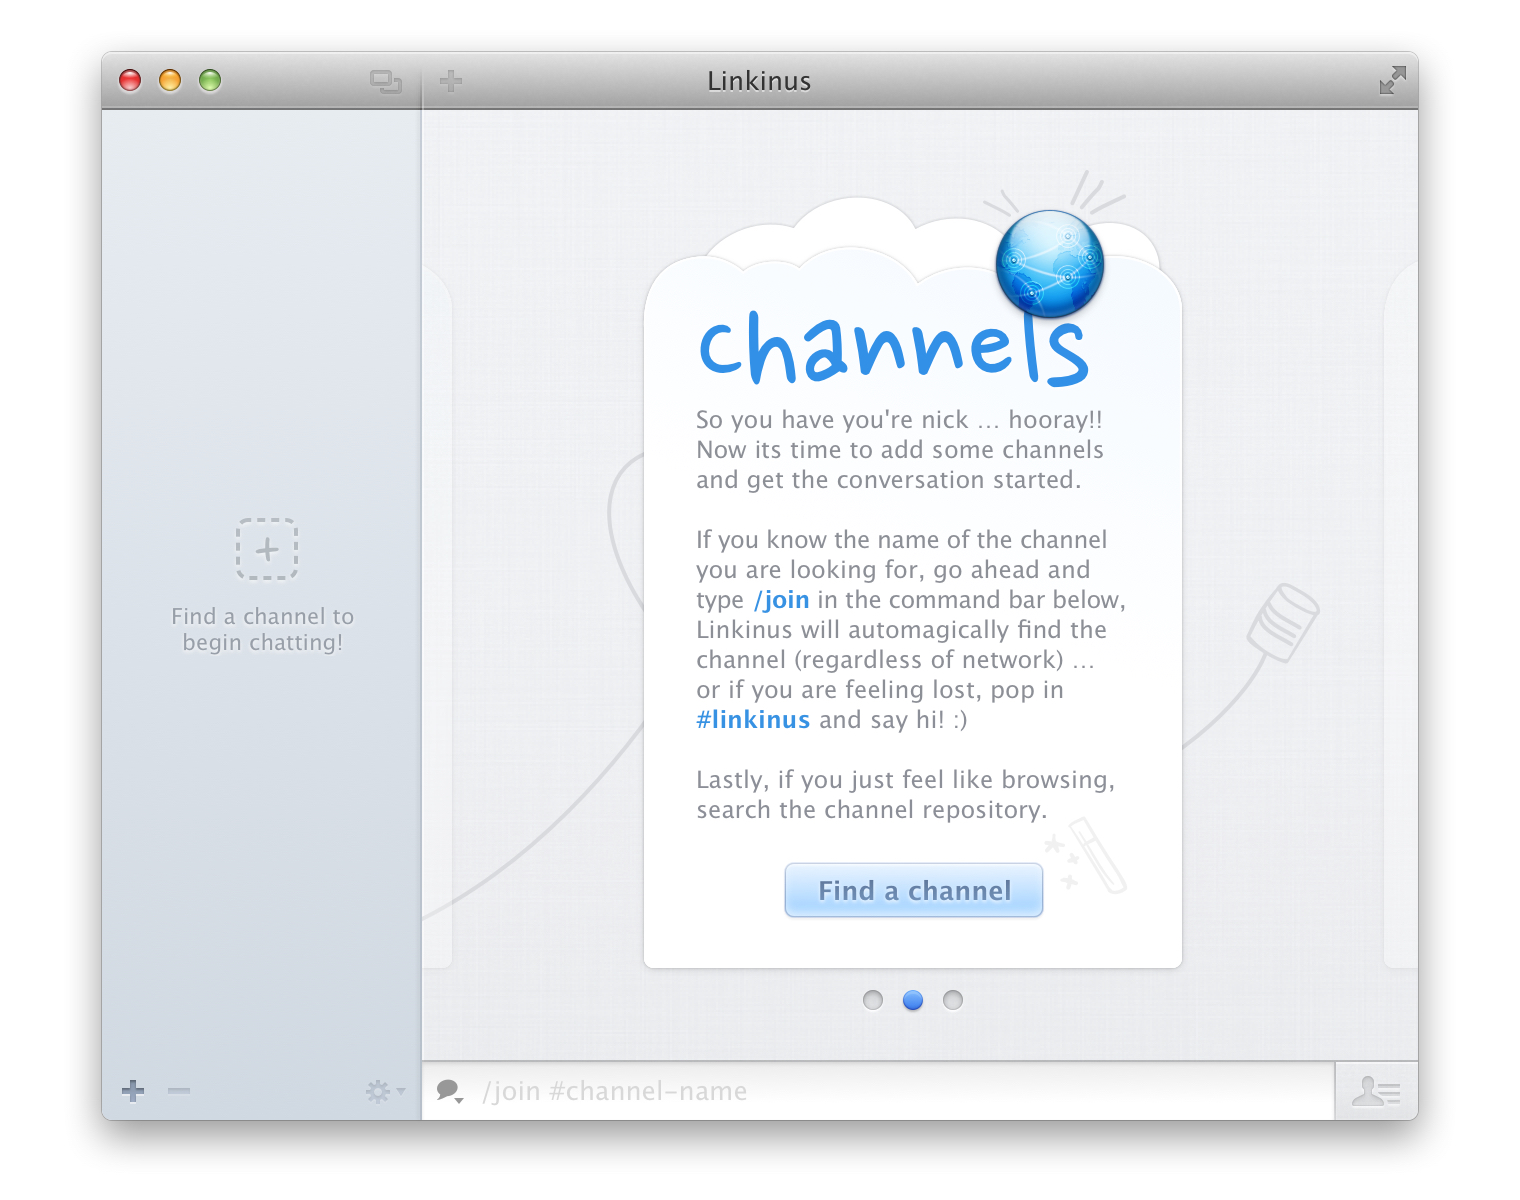 Linkinus
Find a channel to
begin chatting!
channels
So you have you're nick … hooray!!
Now its time to add some channels
and get the conversation started.
If you know the name of the channel
you are looking for, go ahead and
type /join in the command bar below,
Linkinus will automagically find the
channel (regardless of network) …
or if you are feeling lost, pop in
#linkinus and say hi! :)
Lastly, if you just feel like browsing,
search the channel repository.
Find a channel
/join #channel-name